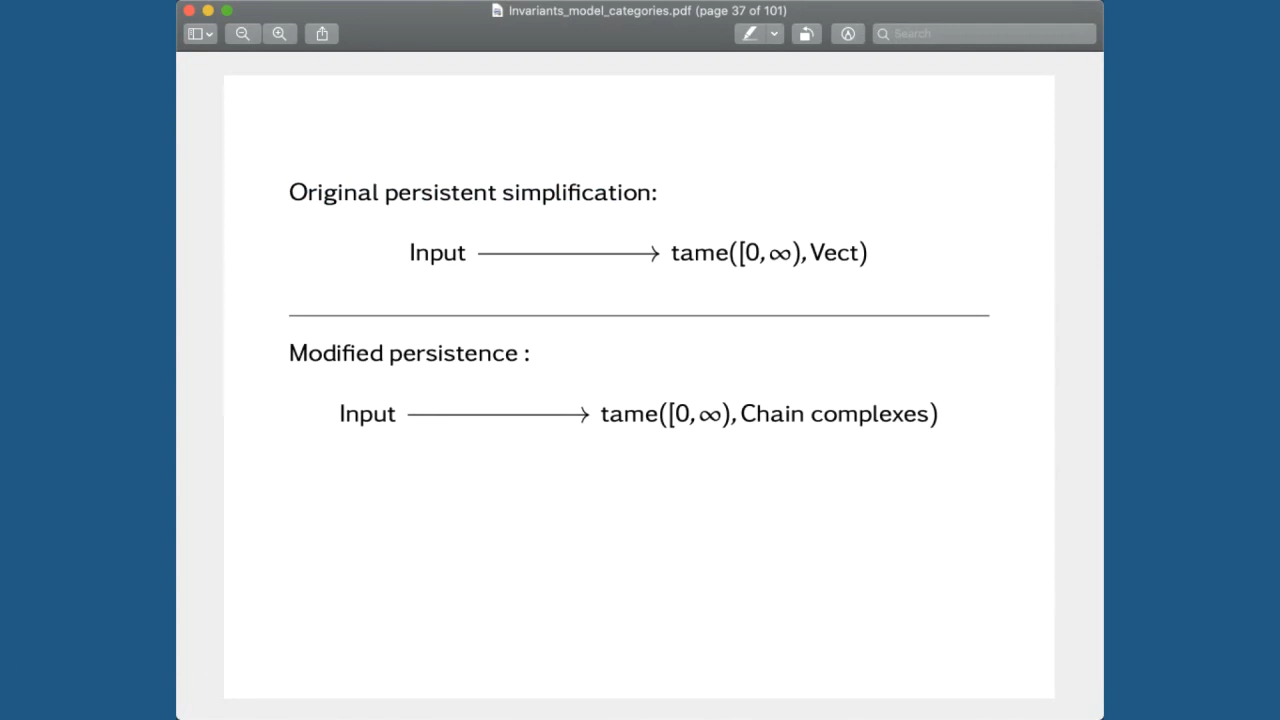 Invariants_model_categories.pdf (page 37 of 101)
Search
Original persistent simplification:
Input ⟶ tame([0, ∞), Vect)
Modified persistence :
Input ⟶ tame([0, ∞), Chain complexes)